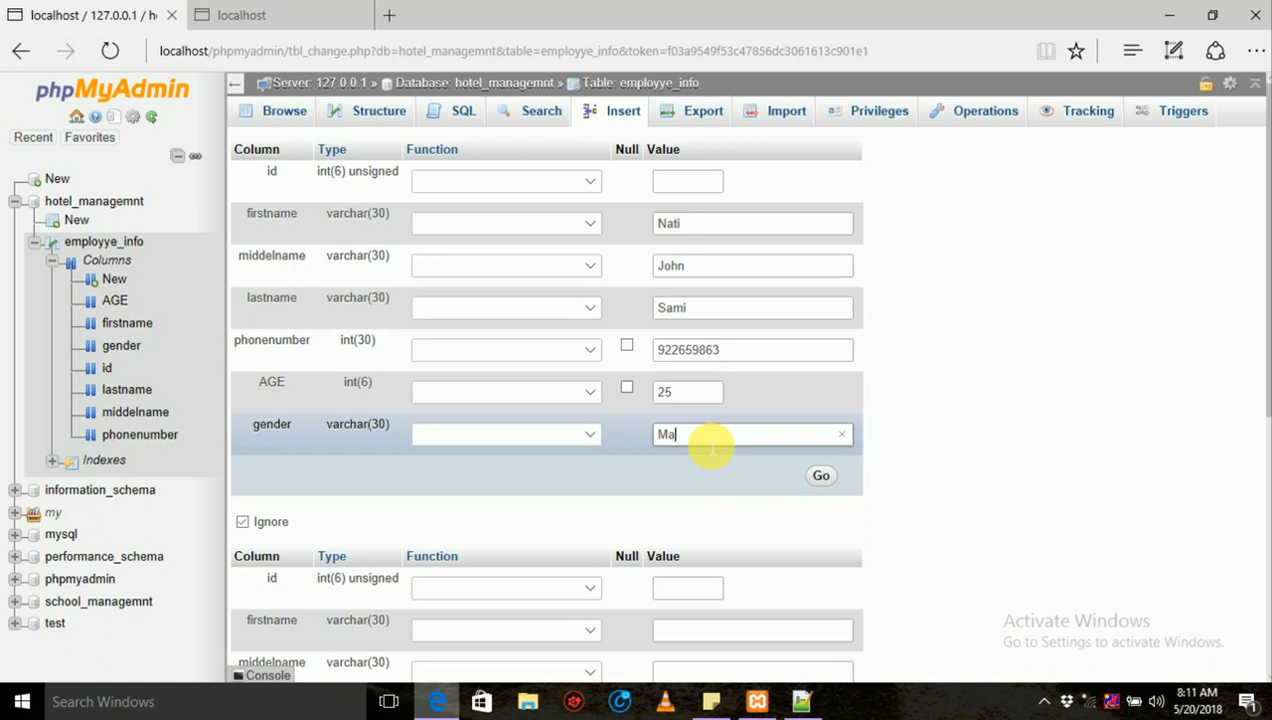 localhost / 127.0.0.1 / h
localhost
localhost/phpmyadmin/tbl_change.php?db=hotel_managemnt&table=employye_info&token=f03a9549f53c47856dc3061613c901e1
phpMyAdmin
Recent
Favorites
New
hotel_managemnt
New
employye_info
Columns
New
AGE
firstname
gender
id
lastname
middelname
phonenumber
Indexes
information_schema
my
mysql
performance_schema
phpmyadmin
school_managemnt
test
Server: 127.0.0.1 » Database: hotel_managemnt » Table: employye_info
Browse Structure SQL Search Insert Export Import Privileges Operations Tracking Triggers
Column Type Function Null Value
id int(6) unsigned
firstname varchar(30) Nati
middelname varchar(30) John
lastname varchar(30) Sami
phonenumber int(30) 922659863
AGE int(6) 25
gender varchar(30) Ma
Go
Ignore
Column Type Function Null Value
id int(6) unsigned
firstname varchar(30)
middelname varchar(30)
Console
Activate Windows
Go to Settings to activate Windows.
Search Windows
8:11 AM
5/20/2018
1